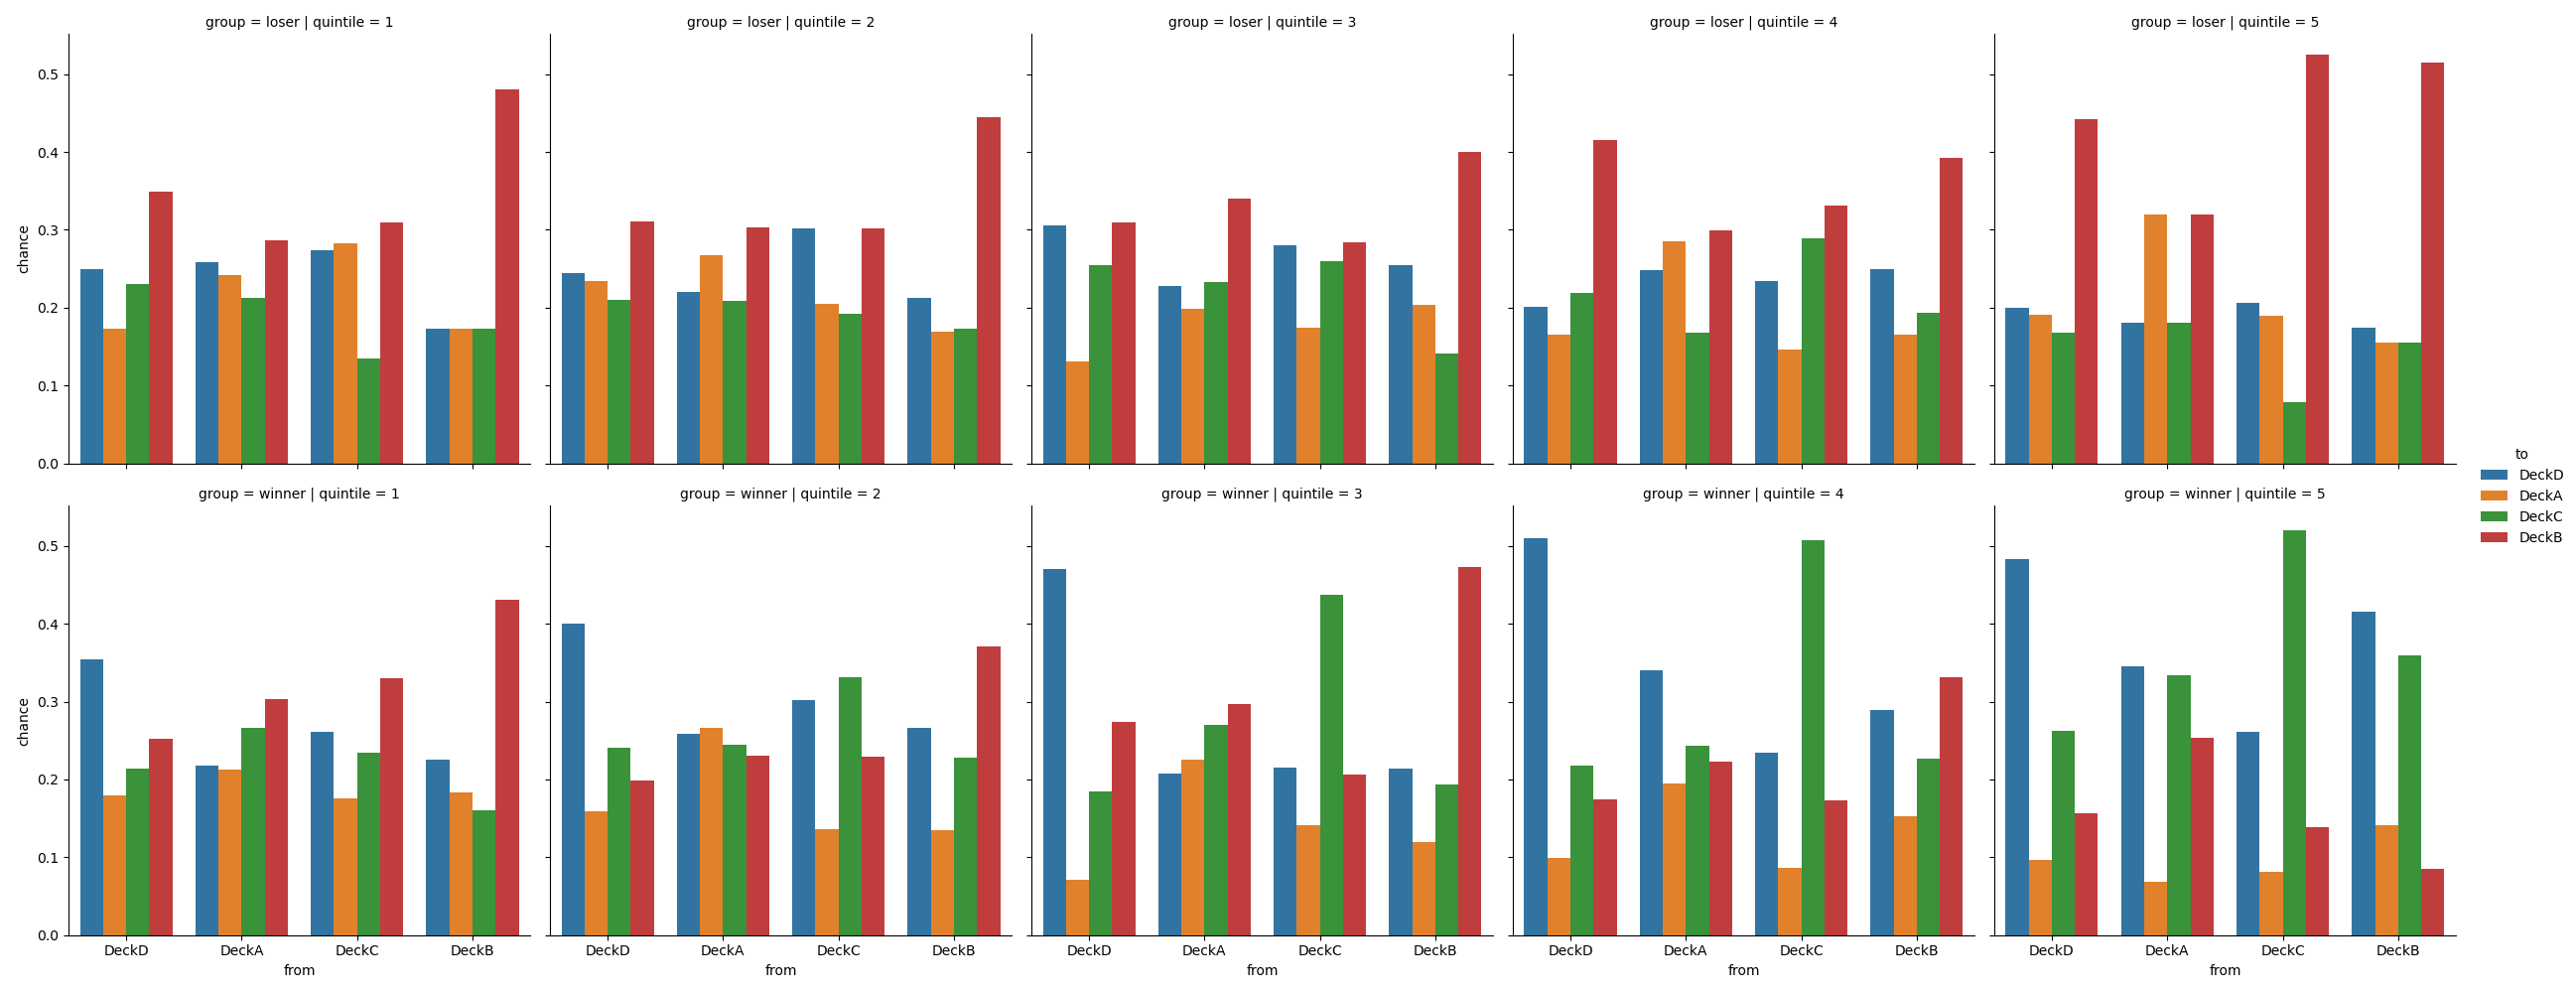 group = loser | quintile = 1
group = loser | quintile = 2
group = loser | quintile = 3
group = loser | quintile = 4
group = loser | quintile = 5
chance
0.5
0.4
0.3
0.2
0.1
0.0
group = winner | quintile = 1
group = winner | quintile = 2
group = winner | quintile = 3
group = winner | quintile = 4
group = winner | quintile = 5
chance
0.5
0.4
0.3
0.2
0.1
0.0
DeckD DeckA DeckC DeckB
from
DeckD DeckA DeckC DeckB
from
DeckD DeckA DeckC DeckB
from
DeckD DeckA DeckC DeckB
from
DeckD DeckA DeckC DeckB
from
to
DeckD
DeckA
DeckC
DeckB